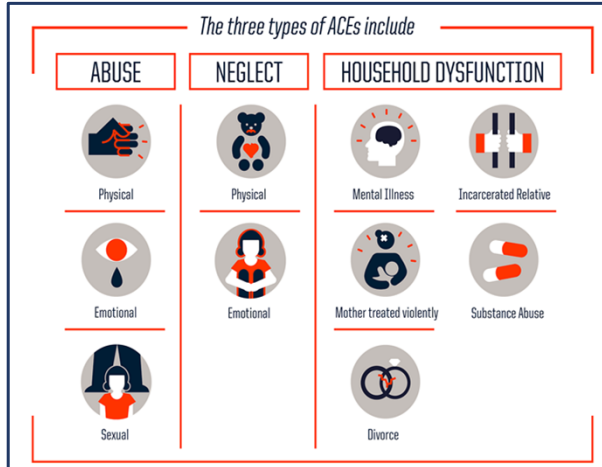 The three types of ACEs include
ABUSE
NEGLECT
HOUSEHOLD DYSFUNCTION
Physical
Physical
Mental Illness
Incarcerated Relative
Emotional
Emotional
Mother treated violently
Substance Abuse
Sexual
Divorce